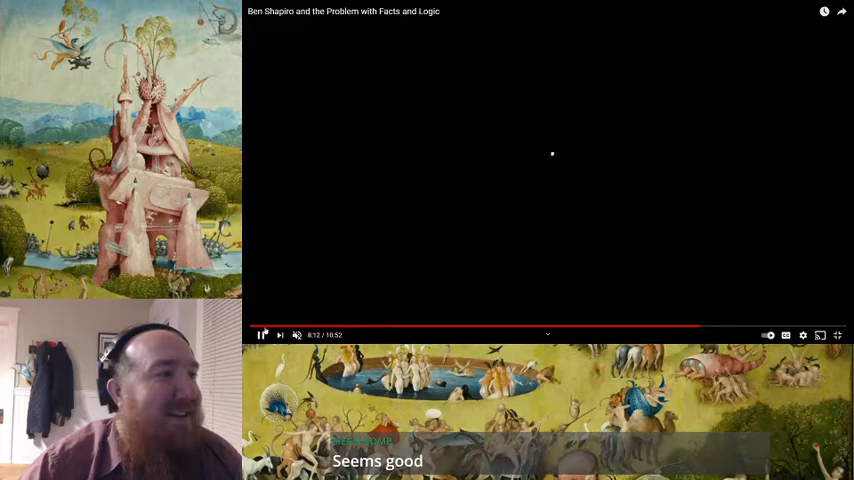 Ben Shapiro and the Problem with Facts and Logic
8:12 / 10:52
Seems good